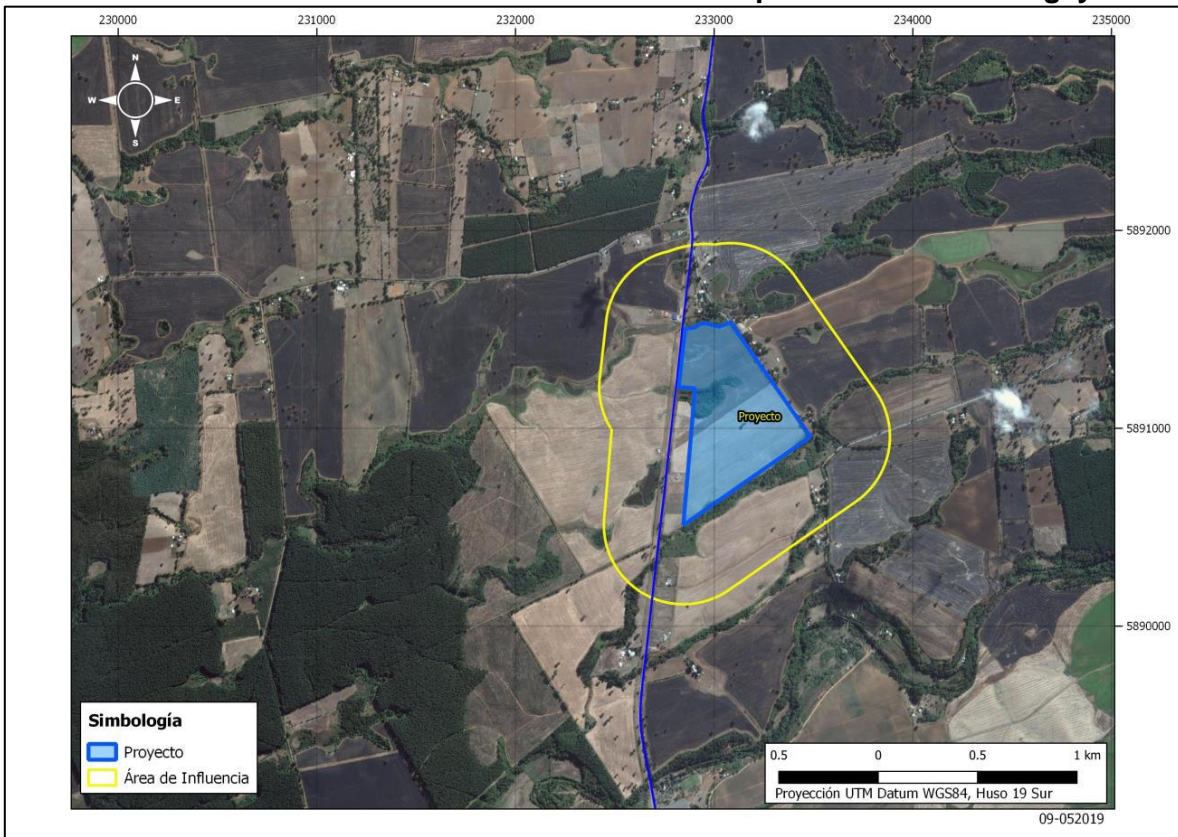 230000 231000 232000 233000 234000 235000
N
W E
S
5892000
5891000
5890000
Proyecto
Simbología
Proyecto
Área de Influencia
0.5 0 0.5 1 km
Proyección UTM Datum WGS84, Huso 19 Sur
09-052019